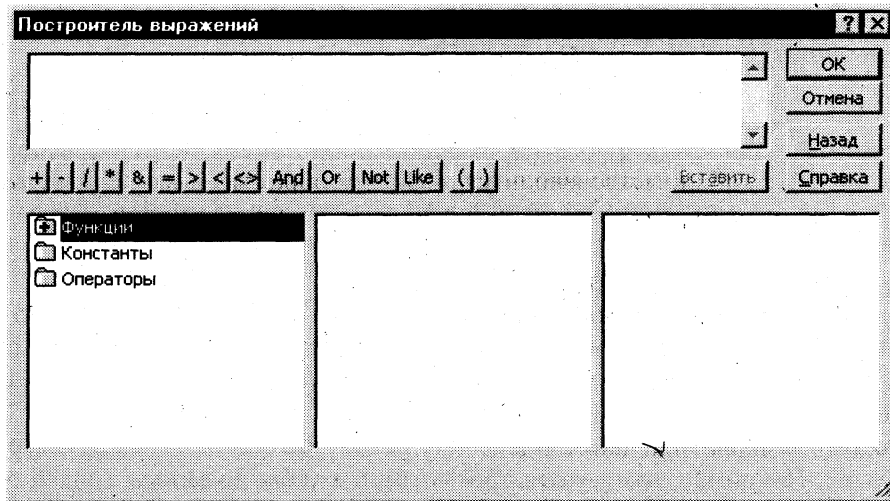 Построитель выражений
OK
Отмена
Назад
+ - / * & = > < <> And Or Not Like ( ) Вставить Справка
Функции
Константы
Операторы